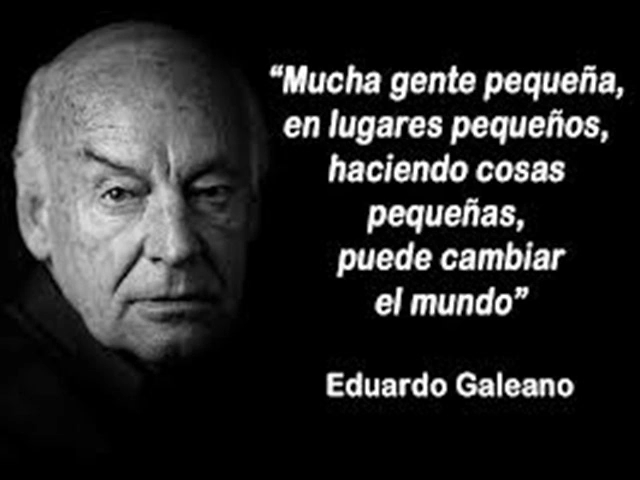 “Mucha gente pequeña,
en lugares pequeños,
haciendo cosas
pequeñas,
puede cambiar
el mundo”
Eduardo Galeano